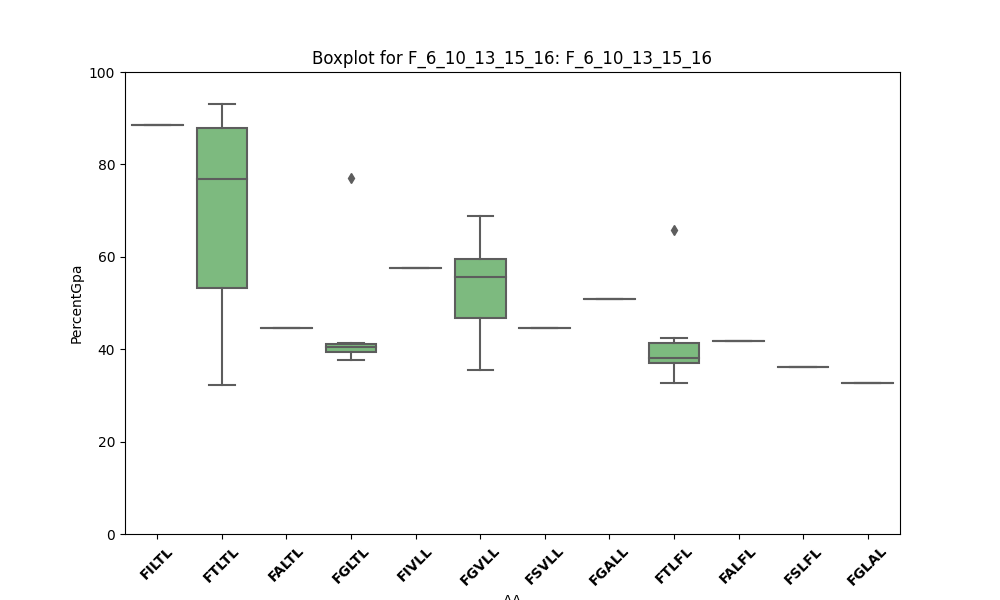 Boxplot for F_6_10_13_15_16: F_6_10_13_15_16
100
80
60
40
20
0
PercentGpa
FILTL
FTLTL
FALTL
FGLTL
FIVLL
FGVLL
FSVLL
FGALL
FTLFL
FALFL
FSLFL
FGLAL
AA